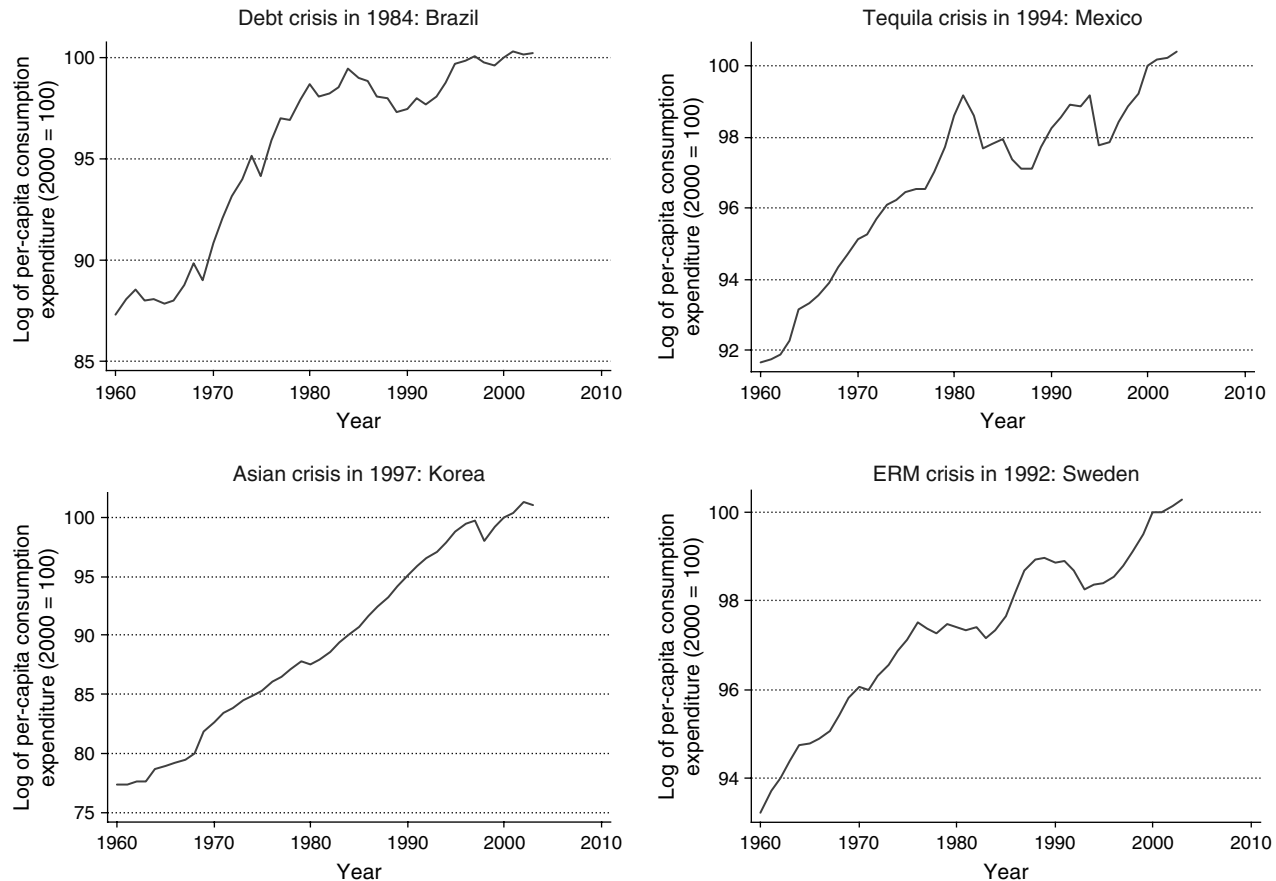 Debt crisis in 1984: Brazil
Log of per-capita consumption
expenditure (2000 = 100)
100
95
90
85
1960 1970 1980 1990 2000 2010
Year
Tequila crisis in 1994: Mexico
Log of per-capita consumption
expenditure (2000 = 100)
100
98
96
94
92
1960 1970 1980 1990 2000 2010
Year
Asian crisis in 1997: Korea
Log of per-capita consumption
expenditure (2000 = 100)
100
95
90
85
80
75
1960 1970 1980 1990 2000 2010
Year
ERM crisis in 1992: Sweden
Log of per-capita consumption
expenditure (2000 = 100)
100
98
96
94
1960 1970 1980 1990 2000 2010
Year